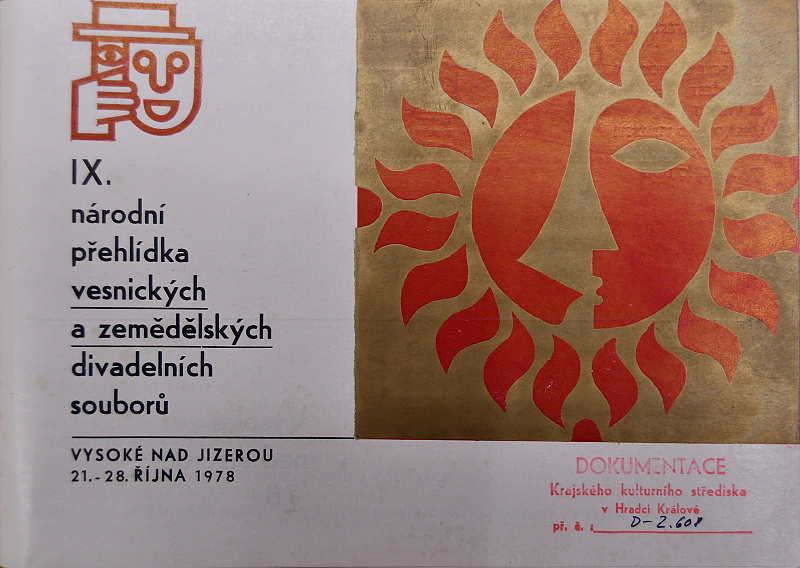 IX.
národní
přehlídka
vesnických
a zemědělských
divadelních
souborů
VYSOKÉ NAD JIZEROU
21.-28. ŘÍJNA 1978
DOKUMENTACE
Krajského kulturního střediska
v Hradci Králové
př. č. : D-2.608